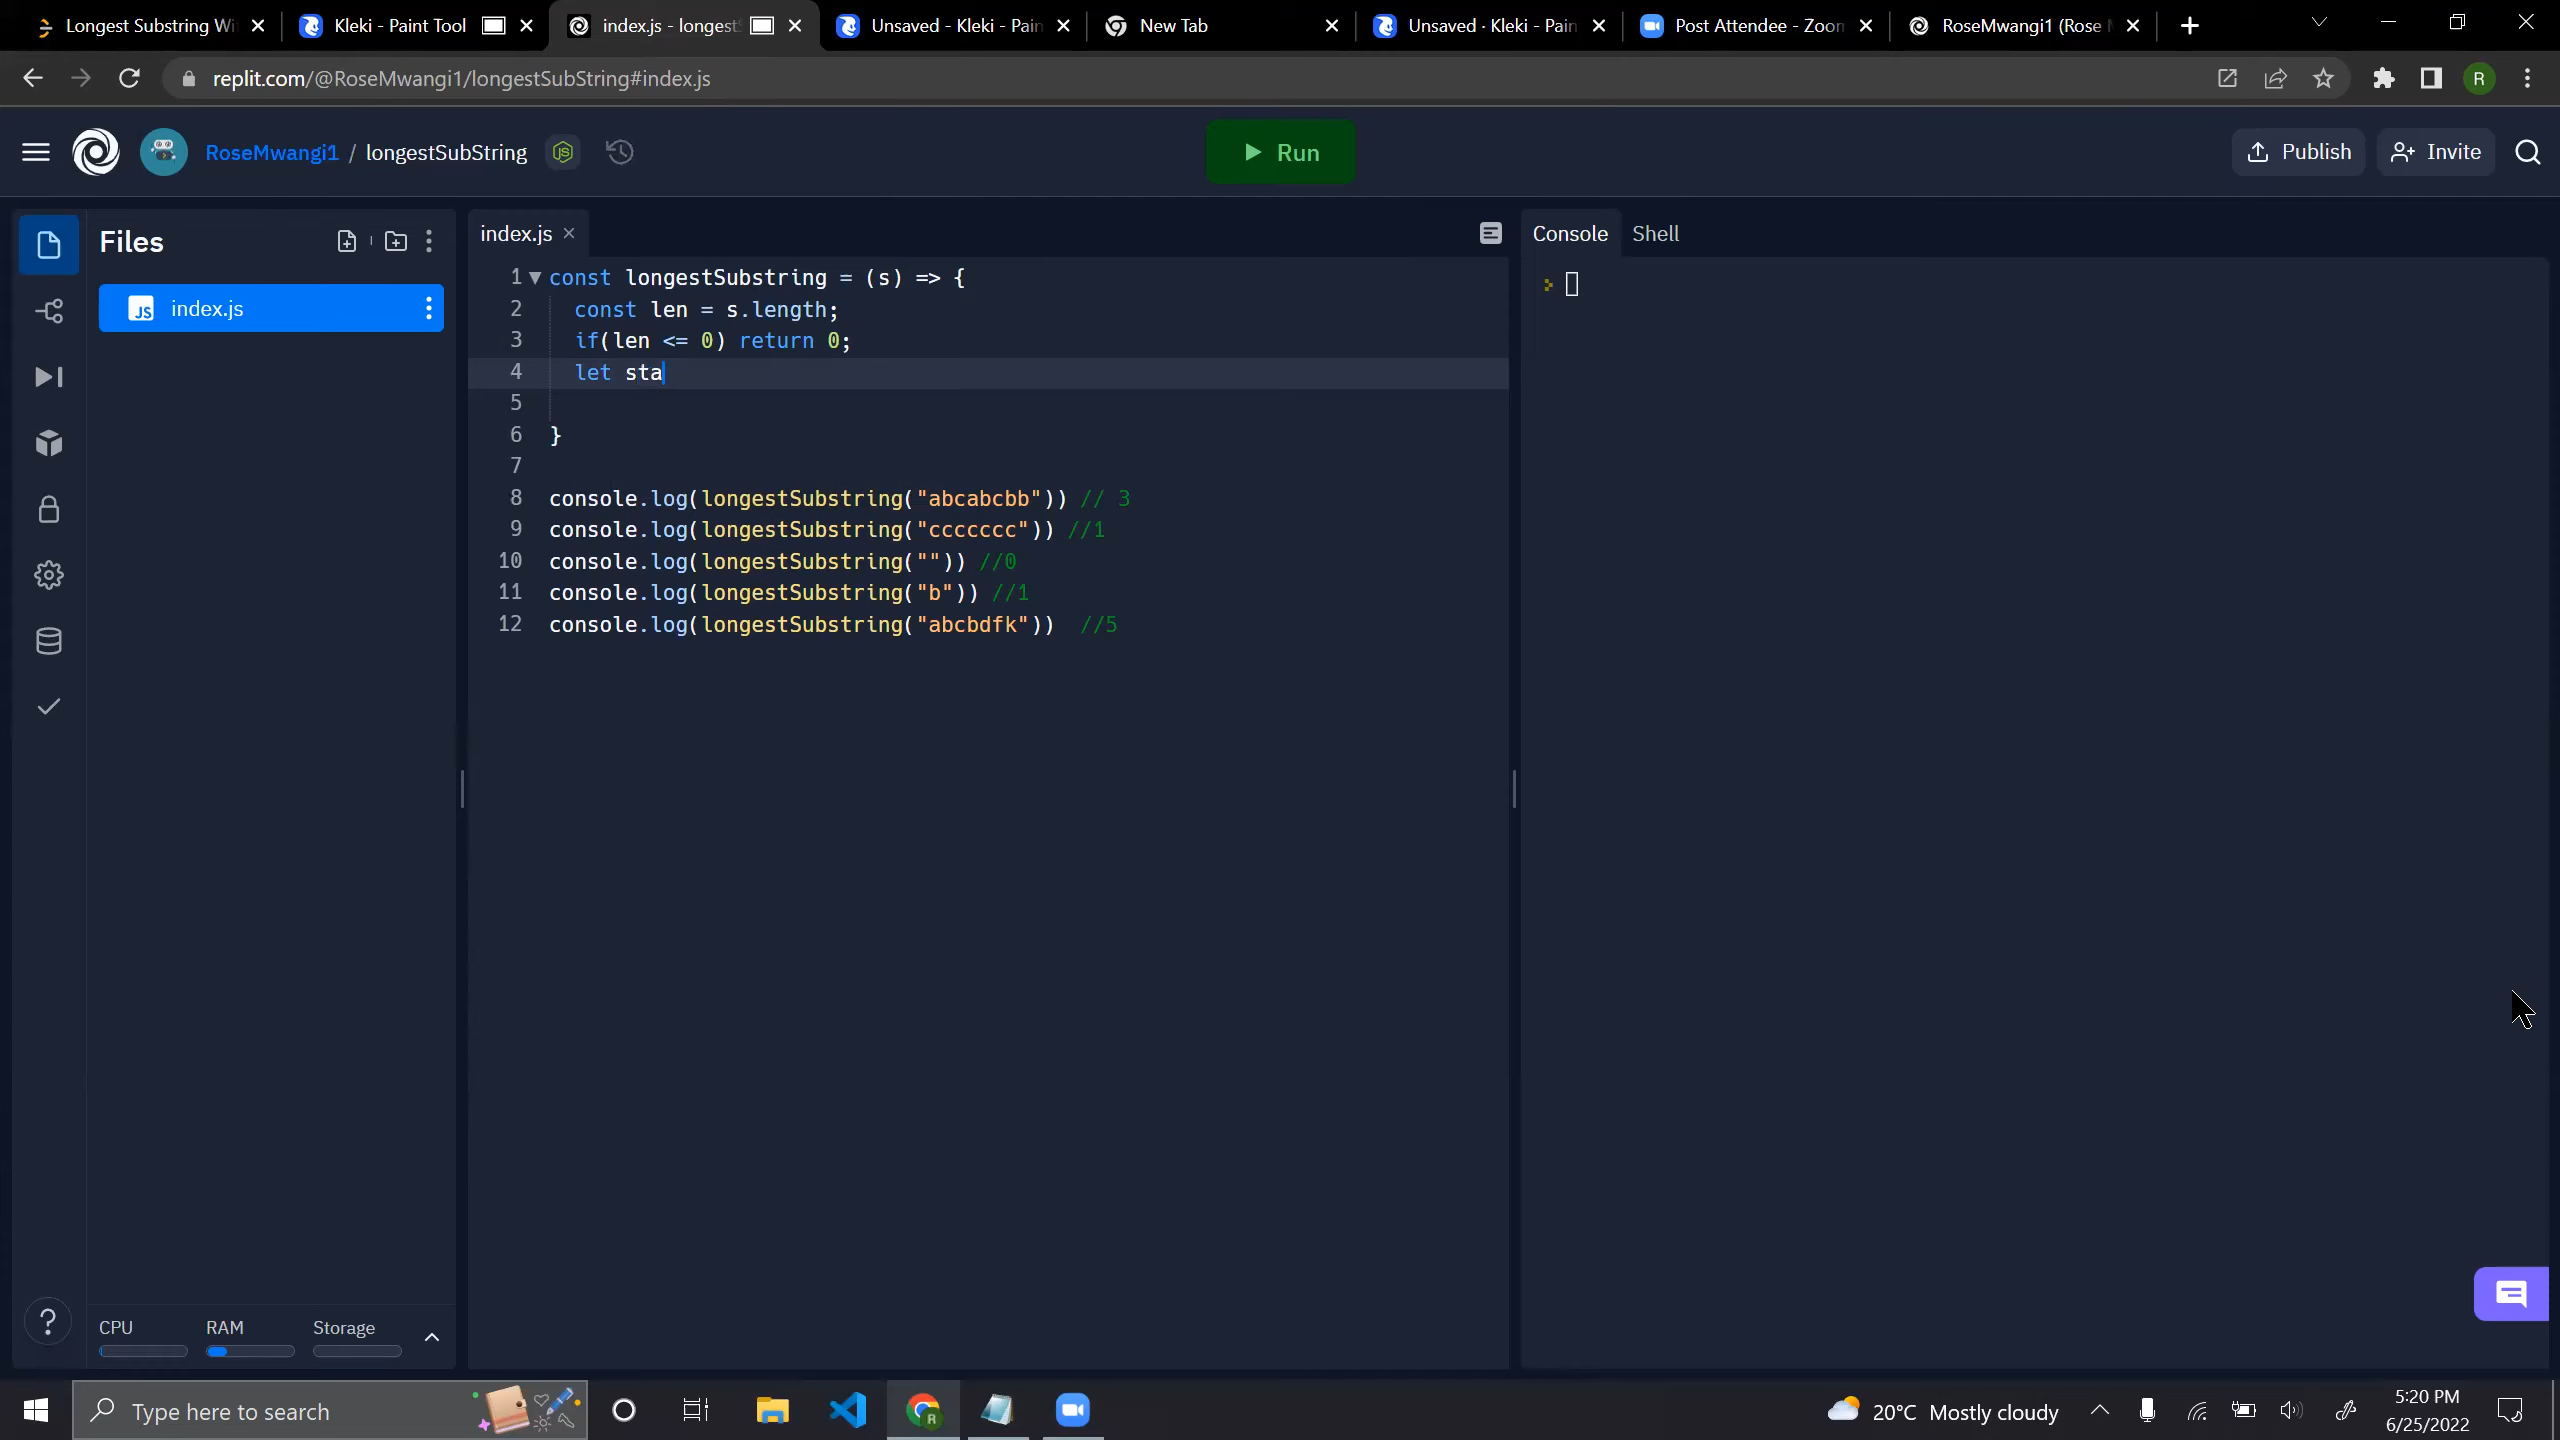 Longest Substring Wi
Kleki - Paint Tool
index.js - longest
Unsaved - Kleki - Pain
New Tab
Unsaved · Kleki - Pain
Post Attendee - Zoom
RoseMwangi1 (Rose M
replit.com/@RoseMwangi1/longestSubString#index.js
R
RoseMwangi1 / longestSubString
Run
Publish
Invite
Files
JS index.js
index.js
Console
Shell
1 const longestSubstring = (s) => {
2 const len = s.length;
3 if(len <= 0) return 0;
4 let sta
5
6 }
7
8 console.log(longestSubstring("abcabcbb")) // 3
9 console.log(longestSubstring("ccccccc")) //1
10 console.log(longestSubstring("")) //0
11 console.log(longestSubstring("b")) //1
12 console.log(longestSubstring("abcbdfk")) //5
?
CPU
RAM
Storage
Type here to search
R
20°C Mostly cloudy
5:20 PM
6/25/2022